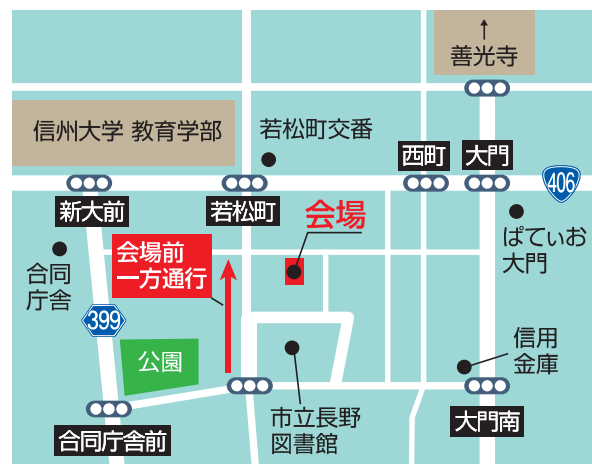 ↑
善光寺
信州大学 教育学部
若松町交番
西町
大門
406
新大前
若松町
会場
ぱてぃお
大門
会場前
一方通行
合同
庁舎
399
公園
信用
金庫
市立長野
図書館
大門南
合同庁舎前